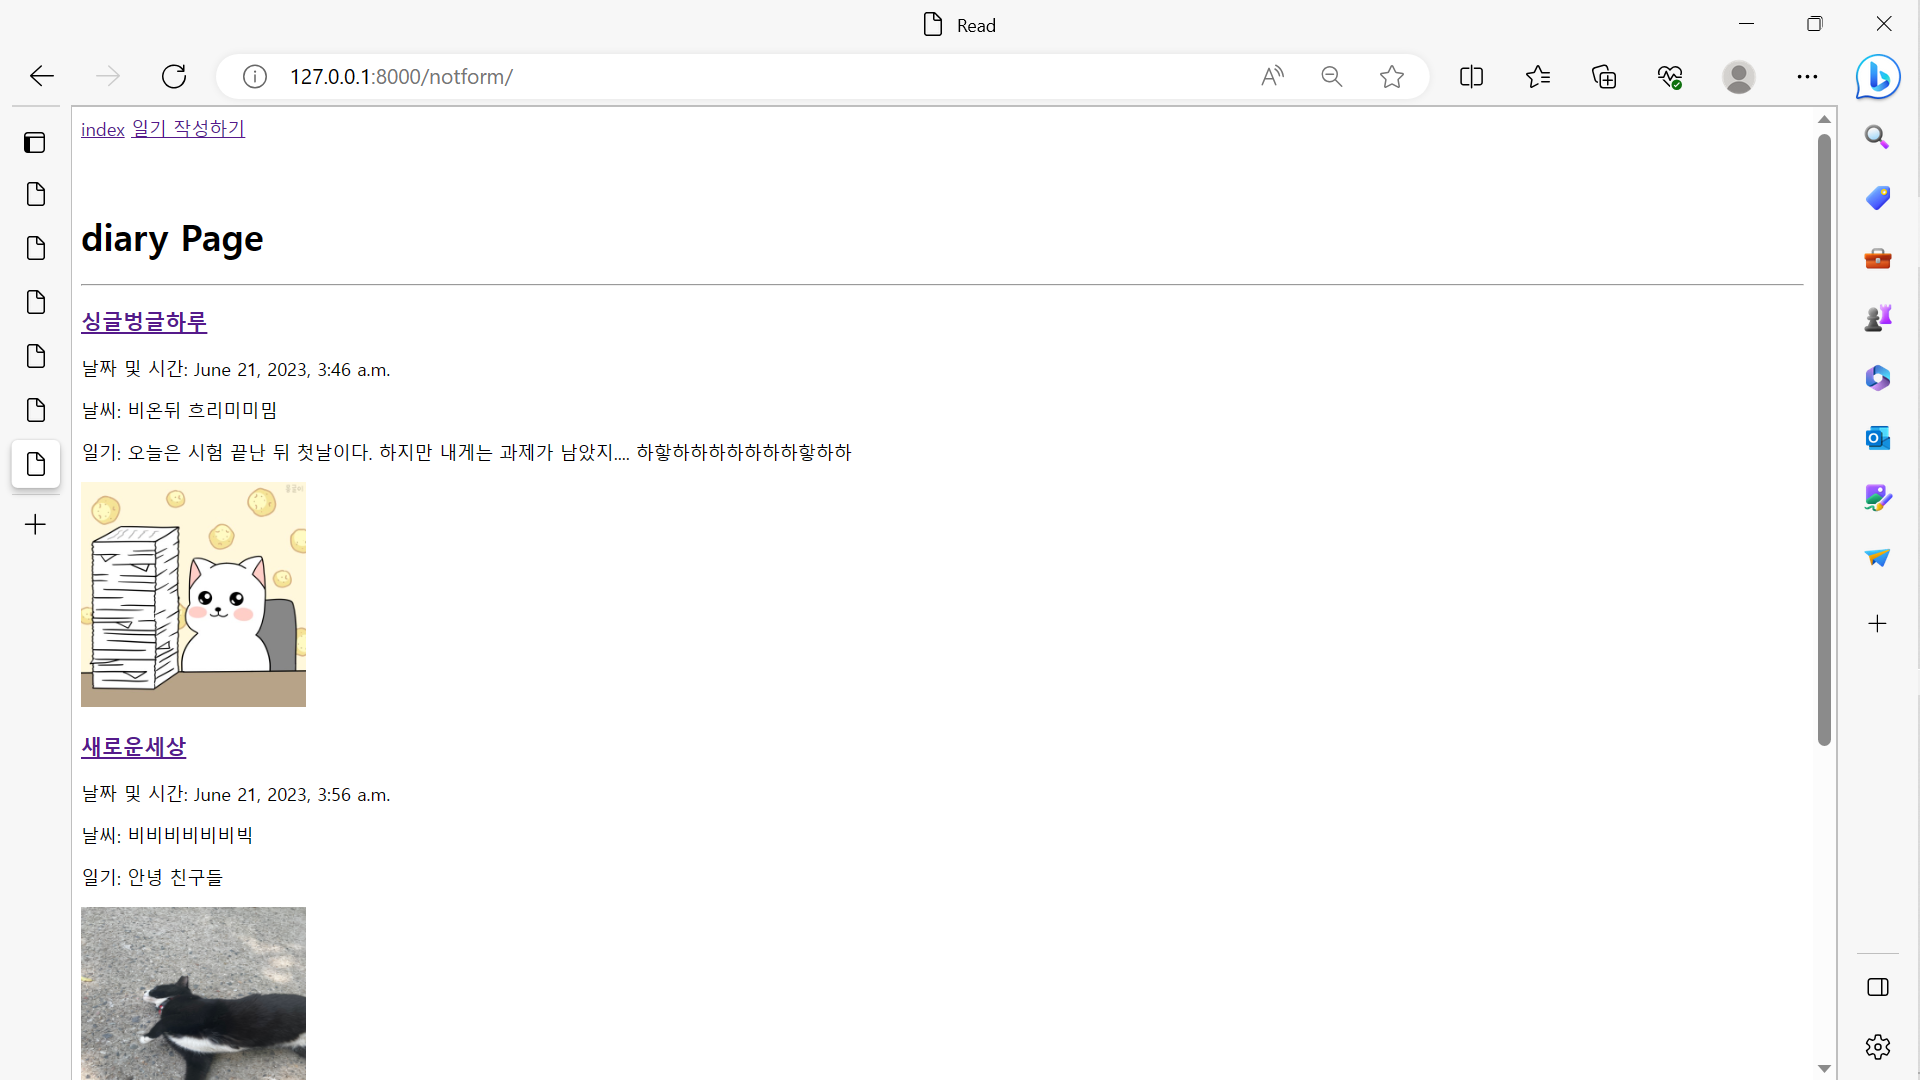 Read
127.0.0.1:8000/notform/
index 일기 작성하기
diary Page
싱글벙글하루
날짜 및 시간: June 21, 2023, 3:46 a.m.
날씨: 비온뒤 흐리미미밈
일기: 오늘은 시험 끝난 뒤 첫날이다. 하지만 내게는 과제가 남았지.... 하핳하하하하하하하핳하하
새로운세상
날짜 및 시간: June 21, 2023, 3:56 a.m.
날씨: 비비비비비비빅
일기: 안녕 친구들